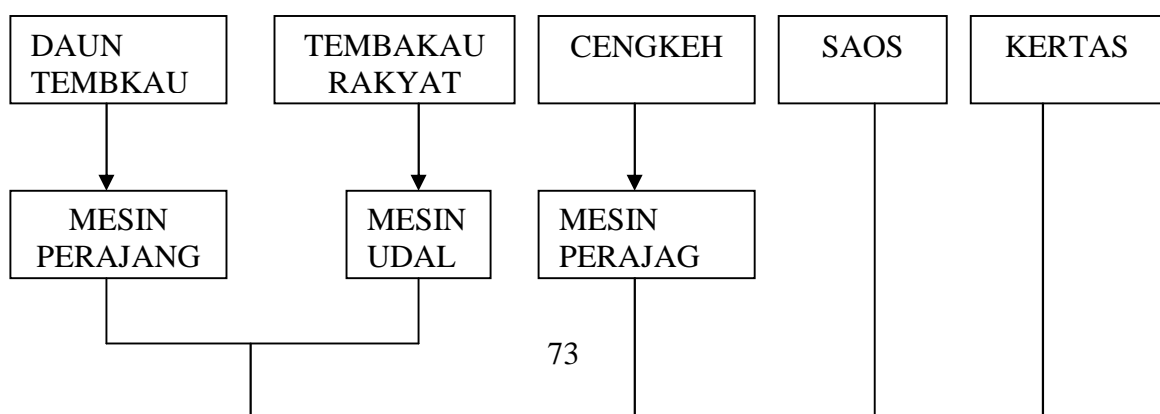 DAUN
TEMBKAU
TEMBAKAU
RAKYAT
CENGKEH
SAOS
KERTAS
MESIN
PERAJANG
MESIN
UDAL
MESIN
PERAJAG
73